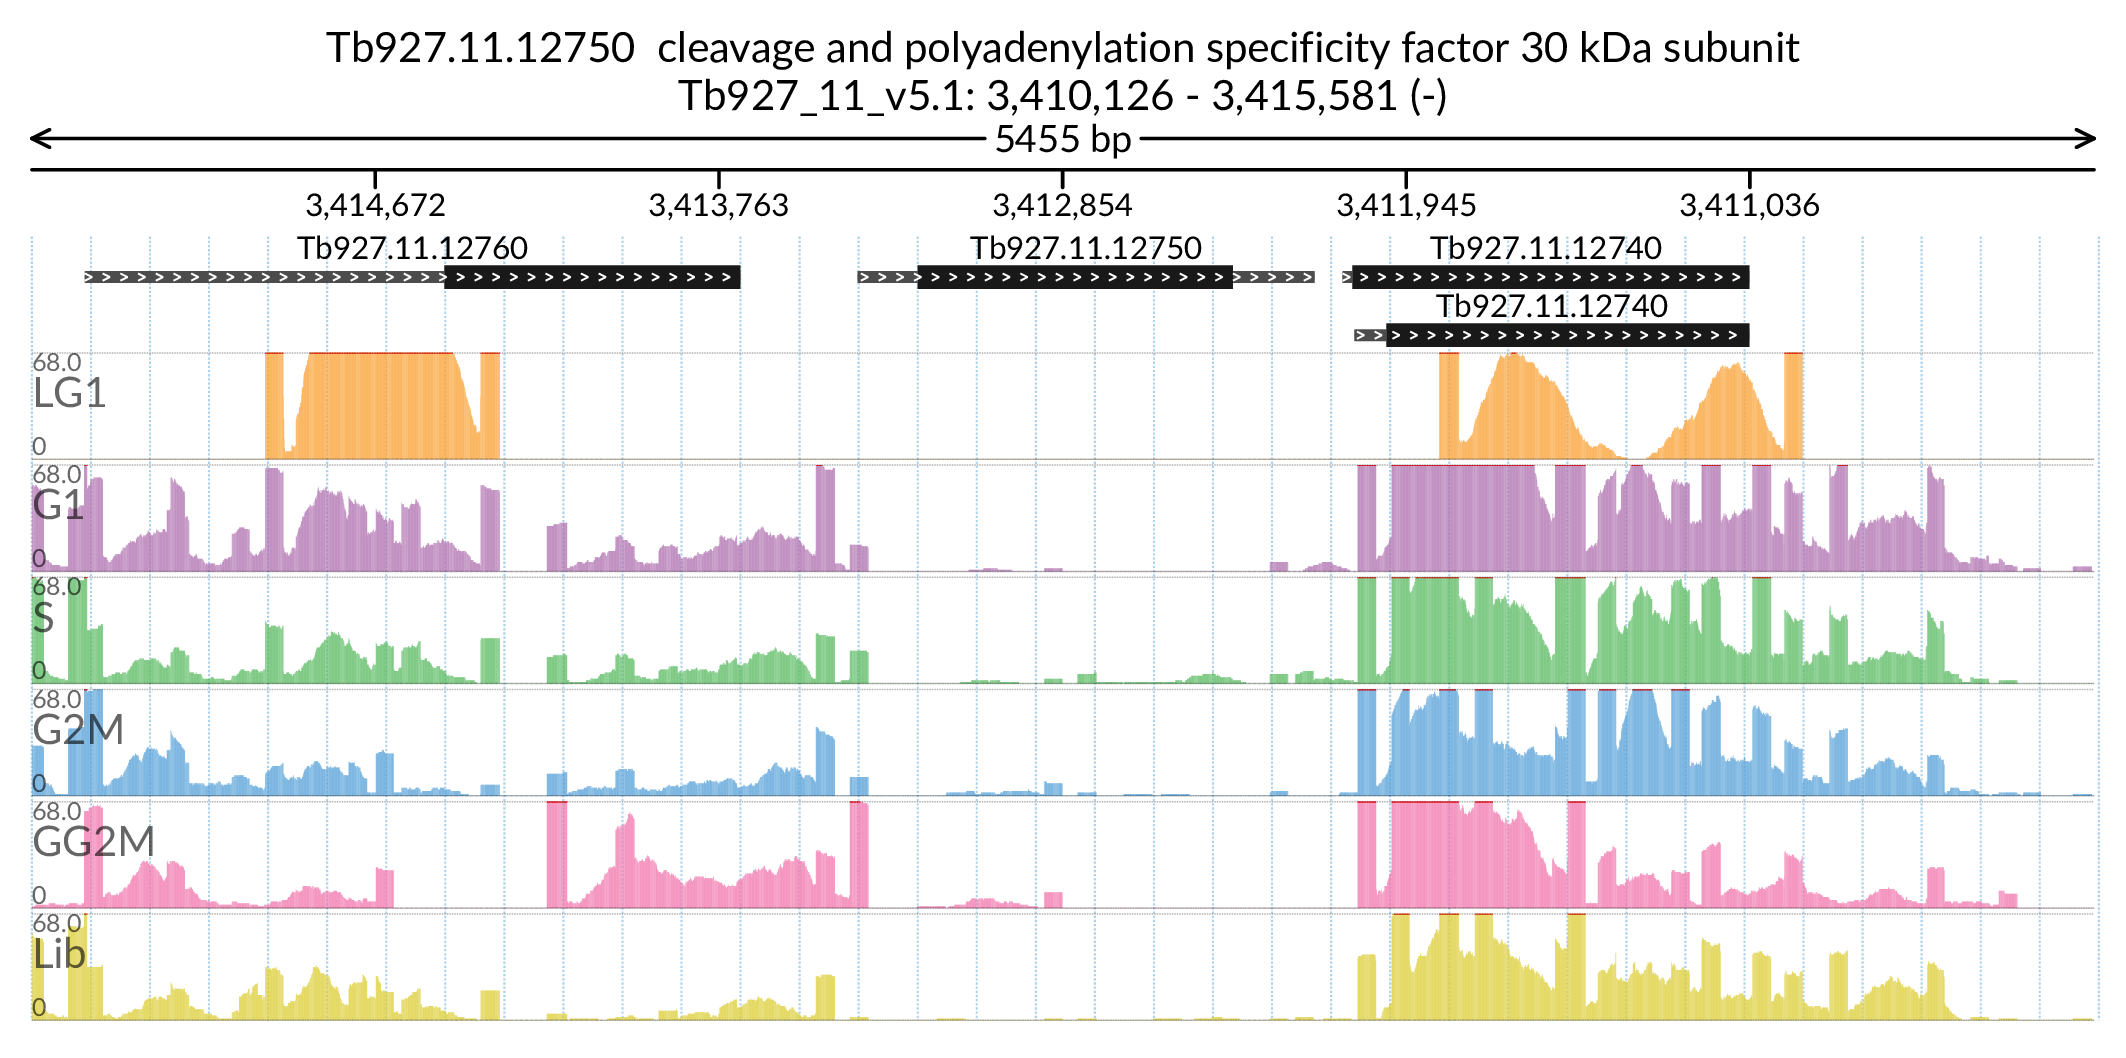 Tb927.11.12750 cleavage and polyadenylation specificity factor 30 kDa subunit
Tb927_11_v5.1: 3,410,126 - 3,415,581 (-)
5455 bp
3,414,672 3,413,763 3,412,854 3,411,945 3,411,036
Tb927.11.12760 Tb927.11.12750 Tb927.11.12740
Tb927.11.12740
68.0
LG1
0
68.0
G1
0
68.0
S
0
68.0
G2M
0
68.0
GG2M
0
68.0
Lib
0